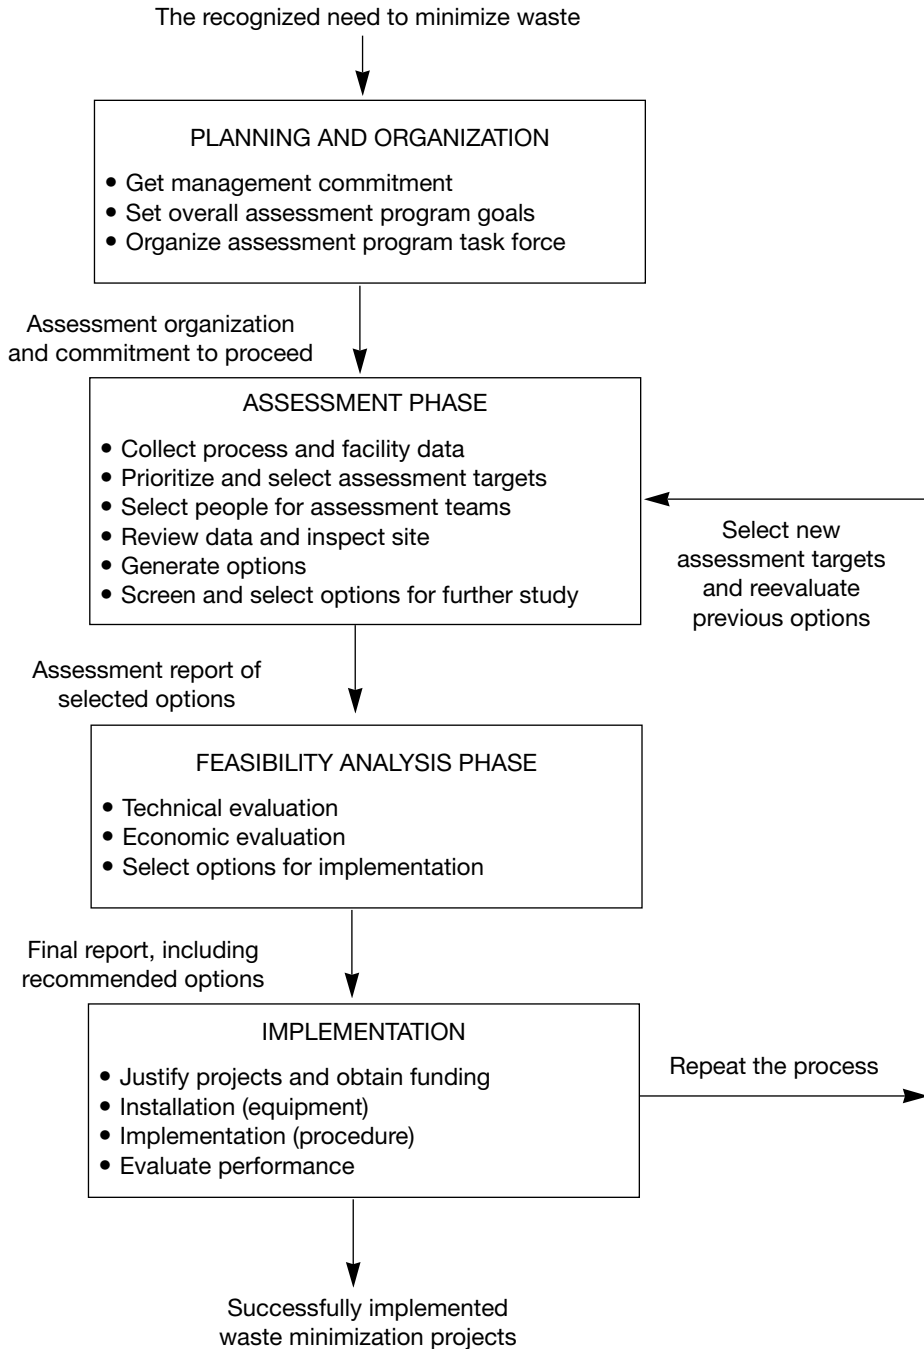 The recognized need to minimize waste
PLANNING AND ORGANIZATION
• Get management commitment
• Set overall assessment program goals
• Organize assessment program task force
Assessment organization
and commitment to proceed
ASSESSMENT PHASE
• Collect process and facility data
• Prioritize and select assessment targets
• Select people for assessment teams
• Review data and inspect site
• Generate options
• Screen and select options for further study
Select new
assessment targets
and reevaluate
previous options
Assessment report of
selected options
FEASIBILITY ANALYSIS PHASE
• Technical evaluation
• Economic evaluation
• Select options for implementation
Final report, including
recommended options
IMPLEMENTATION
• Justify projects and obtain funding
• Installation (equipment)
• Implementation (procedure)
• Evaluate performance
Repeat the process
Successfully implemented
waste minimization projects